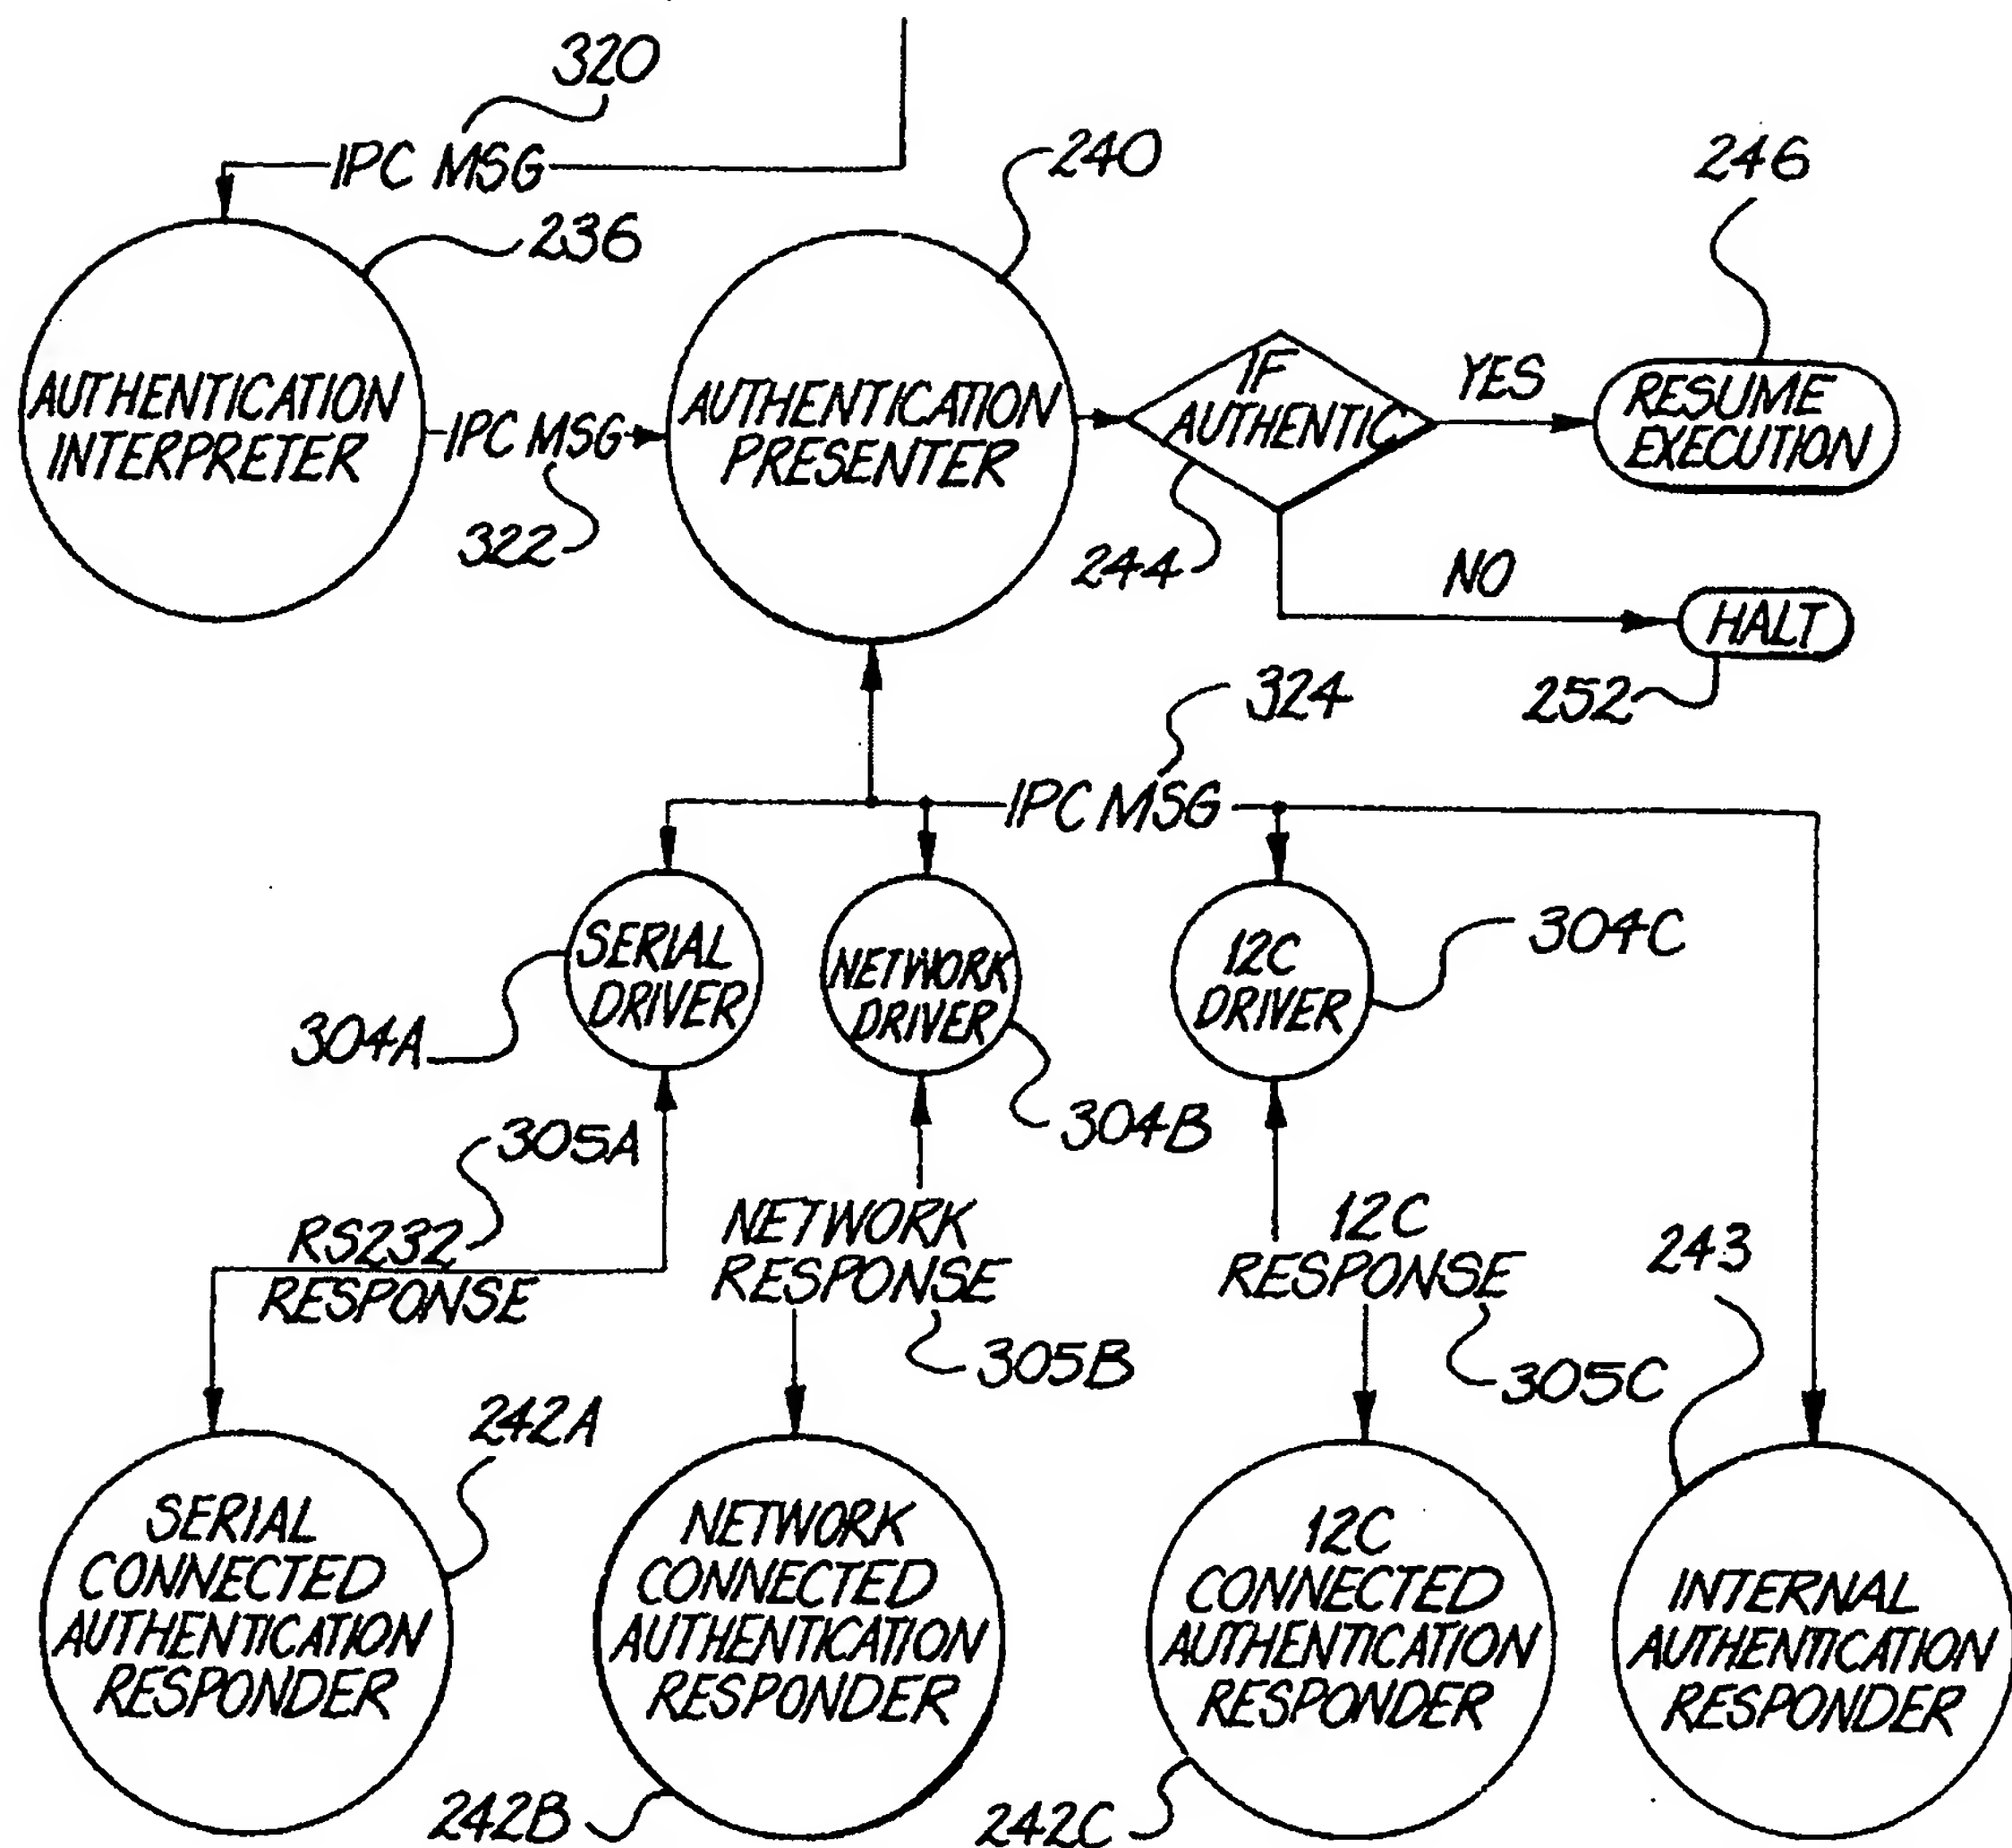 320
IPC MSG
240
246
236
AUTHENTICATION
INTERPRETER
IPC MSG
322
AUTHENTICATION
PRESENTER
IF
AUTHENTIC
244
YES
RESUME
EXECUTION
NO
HALT
252
324
IPC MSG
SERIAL
DRIVER
304A
NETWORK
DRIVER
304B
12C
DRIVER
304C
305A
RS232
RESPONSE
NETWORK
RESPONSE
305B
12C
RESPONSE
305C
243
242A
SERIAL
CONNECTED
AUTHENTICATION
RESPONDER
NETWORK
CONNECTED
AUTHENTICATION
RESPONDER
242B
12C
CONNECTED
AUTHENTICATION
RESPONDER
242C
INTERNAL
AUTHENTICATION
RESPONDER